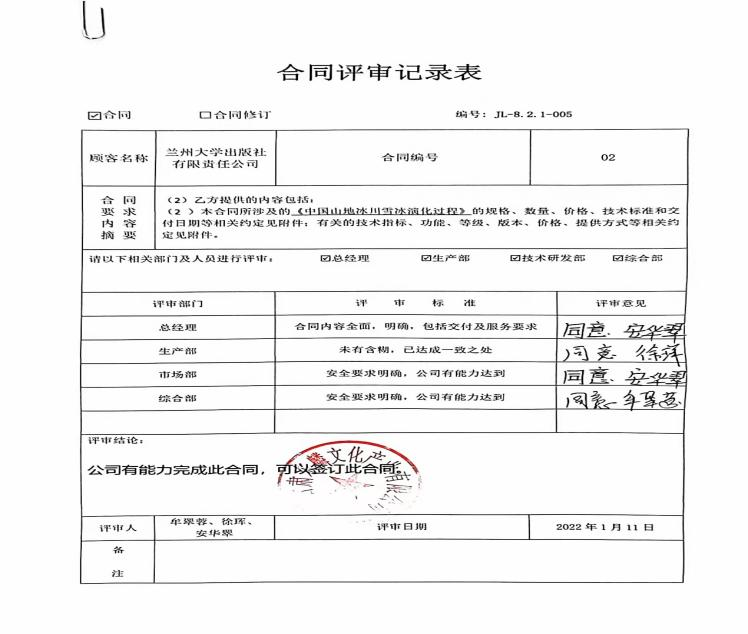 合同评审记录表
☑合同 □合同修订 编号：JL-8.2.1-005
顾客名称 兰州大学出版社有限责任公司 合同编号 02
合同要求内容摘要
（2）乙方提供的内容包括：
（2）本合同所涉及的《中国山地冰川雪冰演化过程》的规格、数量、价格、技术标准和交
付日期等相关约定见附件；有关的技术指标、功能、等级、版本、价格、提供方式等相关约
定见附件。
请以下相关部门及人员进行评审： ☑总经理 ☑生产部 ☑技术研发部 ☑综合部
评审部门 评审标准 评审意见
总经理 合同内容全面，明确，包括交付及服务要求 同意 安华翠
生产部 未有含糊，已达成一致之处 同意 徐珲
市场部 安全要求明确，公司有能力达到 同意 安华翠
综合部 安全要求明确，公司有能力达到 同意 牟翠蓉
评审结论：
公司有能力完成此合同，可以签订此合同。
文化产 有限公司
评审人 牟翠蓉、徐珲、安华翠 评审日期 2022年1月11日
备注